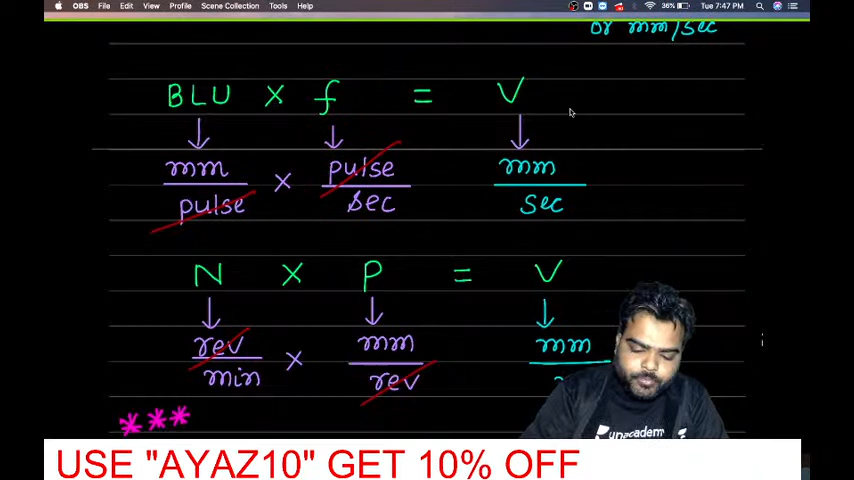 OBS File Edit View Profile Scene Collection Tools Help 36% Tue 7:47 PM
or mm/sec
BLU × f = V
mm / pulse × pulse / sec mm / sec
N × P = V
rev / min × mm / rev mm
***
unacademy
USE "AYAZ10" GET 10% OFF